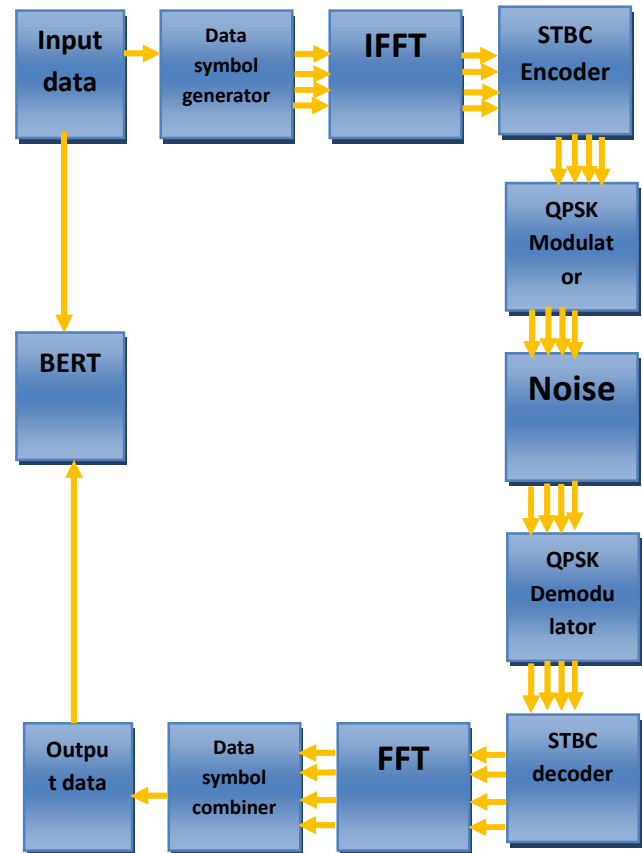 Input
data
Data
symbol
generator
IFFT
STBC
Encoder
QPSK
Modulat
or
BERT
Noise
QPSK
Demodu
lator
Outpu
t data
Data
symbol
combiner
FFT
STBC
decoder